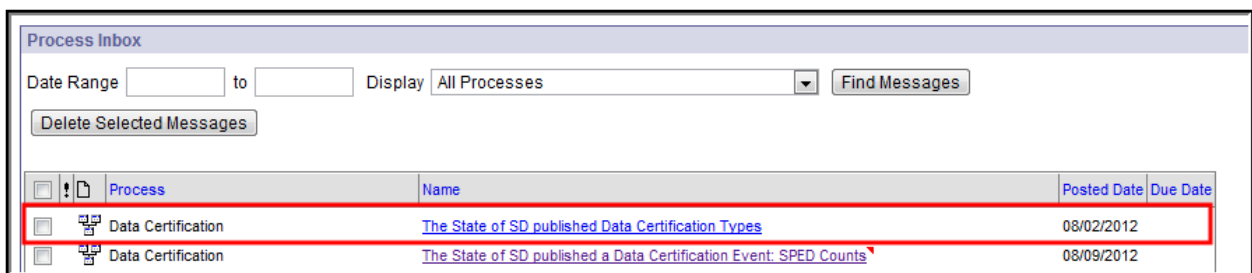 Process Inbox
Date Range to Display All Processes Find Messages
Delete Selected Messages
! Process Name Posted Date Due Date
Data Certification The State of SD published Data Certification Types 08/02/2012
Data Certification The State of SD published a Data Certification Event: SPED Counts 08/09/2012